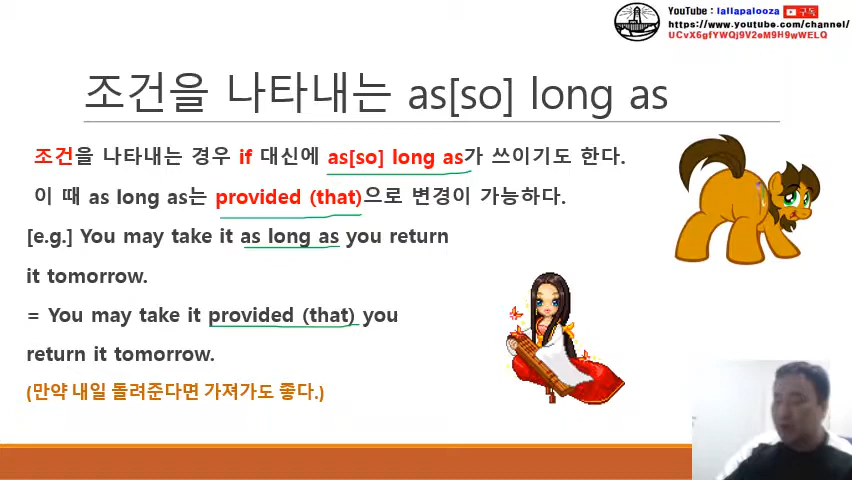 YouTube : lallapalooza 구독
https://www.youtube.com/channel/
UCvX6gfYWQj9V2eM9H9wWELQ
조건을 나타내는 as[so] long as
조건을 나타내는 경우 if 대신에 as[so] long as가 쓰이기도 한다.
이 때 as long as는 provided (that)으로 변경이 가능하다.
[e.g.] You may take it as long as you return
it tomorrow.
= You may take it provided (that) you
return it tomorrow.
(만약 내일 돌려준다면 가져가도 좋다.)